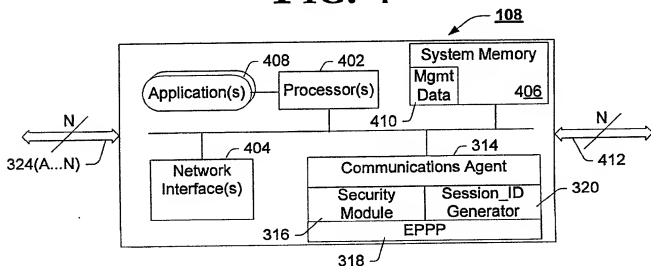 FIG. 4
108
408
402
System Memory
Application(s)
Processor(s)
Mgmt
Data
406
410
N
N
324(A...N)
404
314
412
Network
Interface(s)
Communications Agent
320
Security
Module
Session_ID
Generator
316
EPPP
318